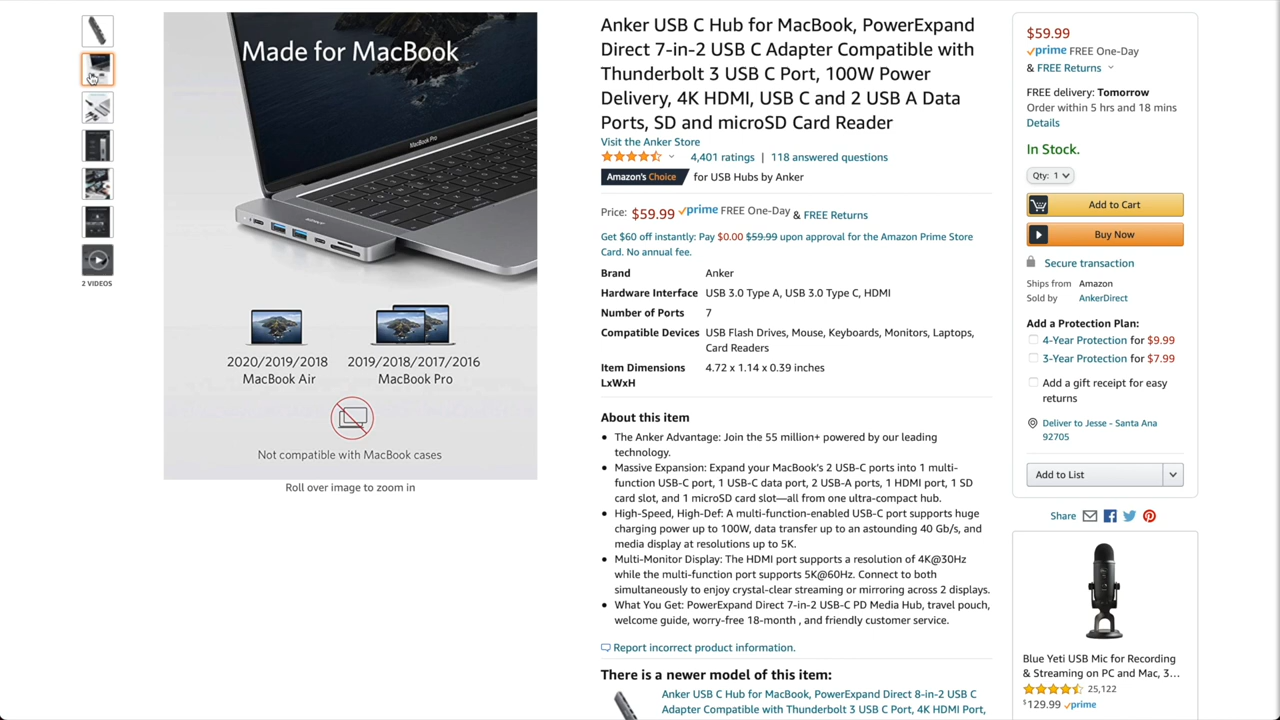 2 VIDEOS
Made for MacBook
MacBook Pro
ANKER
2020/2019/2018
MacBook Air
2019/2018/2017/2016
MacBook Pro
Not compatible with MacBook cases
Roll over image to zoom in
Anker USB C Hub for MacBook, PowerExpand
Direct 7-in-2 USB C Adapter Compatible with
Thunderbolt 3 USB C Port, 100W Power
Delivery, 4K HDMI, USB C and 2 USB A Data
Ports, SD and microSD Card Reader
Visit the Anker Store
4,401 ratings | 118 answered questions
Amazon's Choice for USB Hubs by Anker
Price: $59.99 prime FREE One-Day & FREE Returns
Get $60 off instantly: Pay $0.00 $59.99 upon approval for the Amazon Prime Store
Card. No annual fee.
Brand Anker
Hardware Interface USB 3.0 Type A, USB 3.0 Type C, HDMI
Number of Ports 7
Compatible Devices USB Flash Drives, Mouse, Keyboards, Monitors, Laptops,
Card Readers
Item Dimensions 4.72 x 1.14 x 0.39 inches
LxWxH
About this item
• The Anker Advantage: Join the 55 million+ powered by our leading
technology.
• Massive Expansion: Expand your MacBook's 2 USB-C ports into 1 multi-
function USB-C port, 1 USB-C data port, 2 USB-A ports, 1 HDMI port, 1 SD
card slot, and 1 microSD card slot—all from one ultra-compact hub.
• High-Speed, High-Def: A multi-function-enabled USB-C port supports huge
charging power up to 100W, data transfer up to an astounding 40 Gb/s, and
media display at resolutions up to 5K.
• Multi-Monitor Display: The HDMI port supports a resolution of 4K@30Hz
while the multi-function port supports 5K@60Hz. Connect to both
simultaneously to enjoy crystal-clear streaming or mirroring across 2 displays.
• What You Get: PowerExpand Direct 7-in-2 USB-C PD Media Hub, travel pouch,
welcome guide, worry-free 18-month , and friendly customer service.
Report incorrect product information.
There is a newer model of this item:
Anker USB C Hub for MacBook, PowerExpand Direct 8-in-2 USB C
Adapter Compatible with Thunderbolt 3 USB C Port, 4K HDMI Port,
$59.99
prime FREE One-Day
& FREE Returns
FREE delivery: Tomorrow
Order within 5 hrs and 18 mins
Details
In Stock.
Qty: 1
Add to Cart
Buy Now
Secure transaction
Ships from Amazon
Sold by AnkerDirect
Add a Protection Plan:
4-Year Protection for $9.99
3-Year Protection for $7.99
Add a gift receipt for easy
returns
Deliver to Jesse - Santa Ana
92705
Add to List
Share
Blue Yeti USB Mic for Recording
& Streaming on PC and Mac, 3...
25,122
$129.99 prime